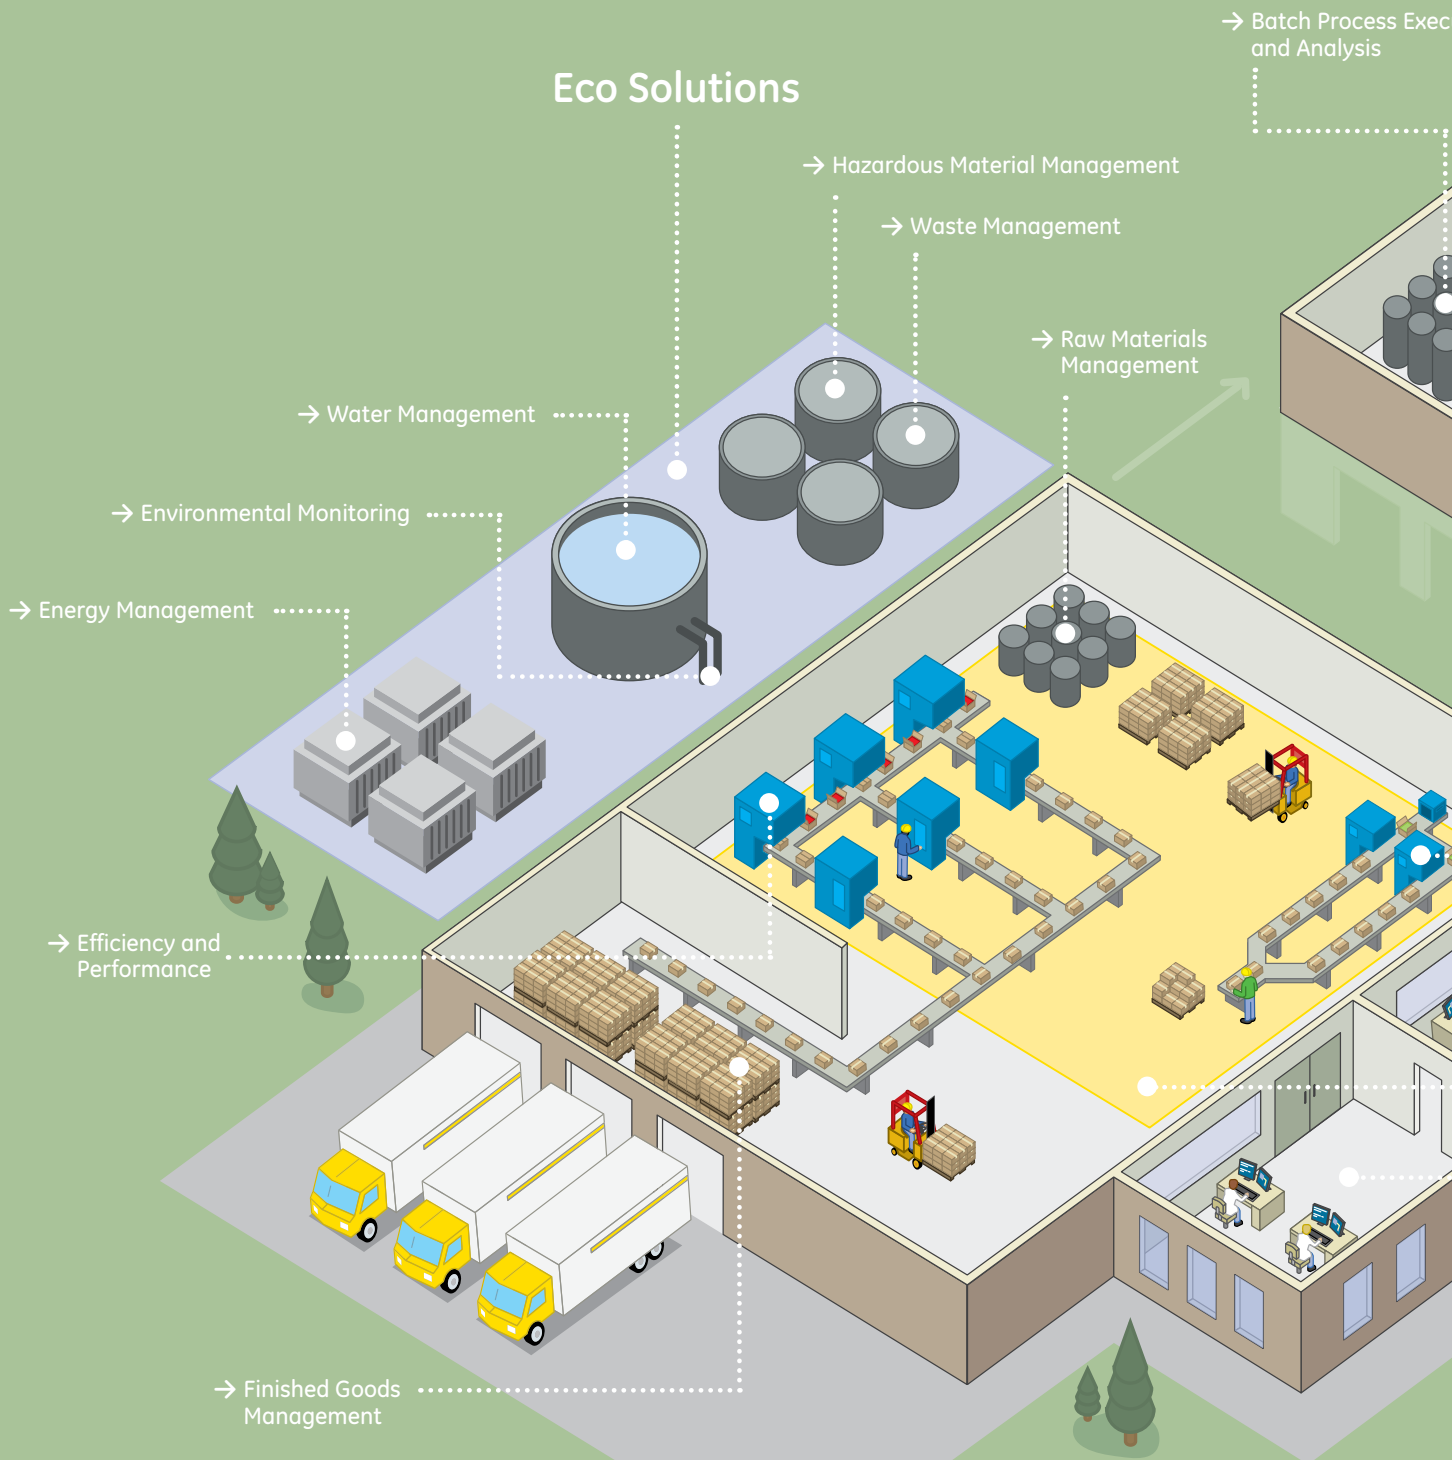 → Batch Process Exec
and Analysis
Eco Solutions
→ Hazardous Material Management
→ Waste Management
→ Raw Materials
Management
→ Water Management
→ Environmental Monitoring
→ Energy Management
→ Efficiency and
Performance
→ Finished Goods
Management